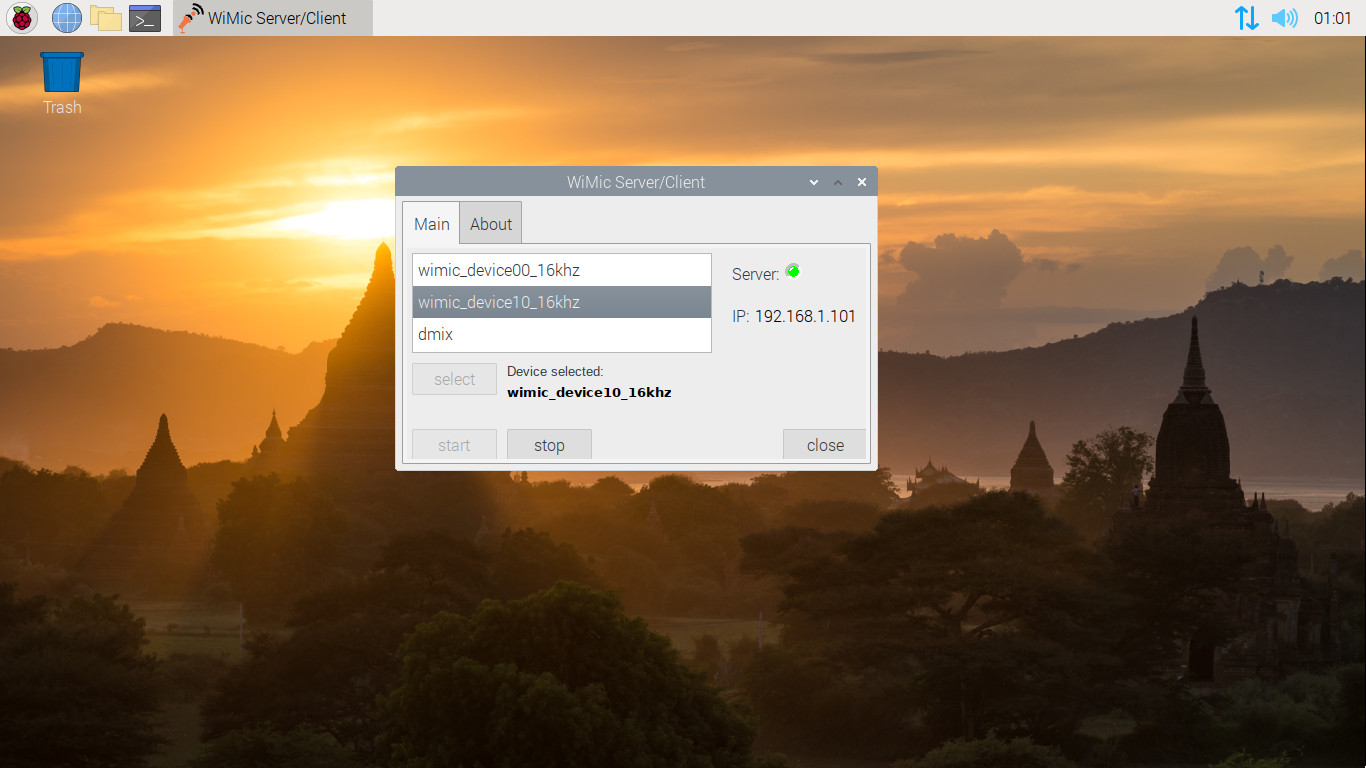 WiMic Server/Client
01:01
Trash
WiMic Server/Client
Main
About
wimic_device00_16khz
wimic_device10_16khz
dmix
Server:
IP: 192.168.1.101
select
Device selected:
wimic_device10_16khz
start
stop
close